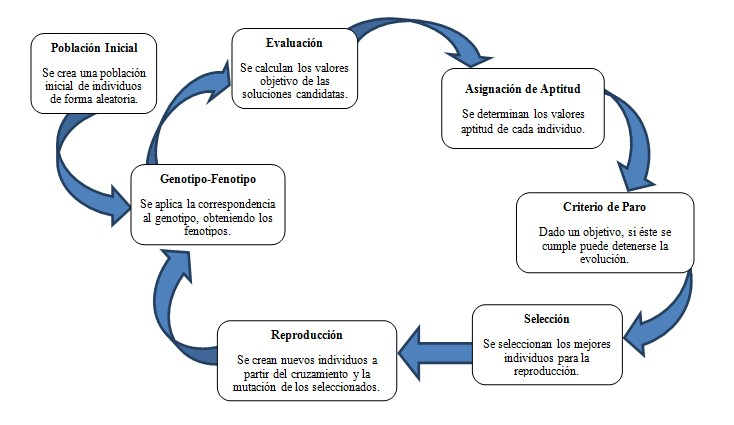 Población Inicial
Se crea una población
inicial de individuos
de forma aleatoria.
Evaluación
Se calculan los valores
objetivo de las
soluciones candidatas.
Asignación de Aptitud
Se determinan los valores
aptitud de cada individuo.
Genotipo-Fenotipo
Se aplica la correspondencia
al genotipo, obteniendo los
fenotipos.
Criterio de Paro
Dado un objetivo, si éste se
cumple puede detenerse la
evolución.
Selección
Se seleccionan los mejores
individuos para la
reproducción.
Reproducción
Se crean nuevos individuos a
partir del cruzamiento y la
mutación de los seleccionados.